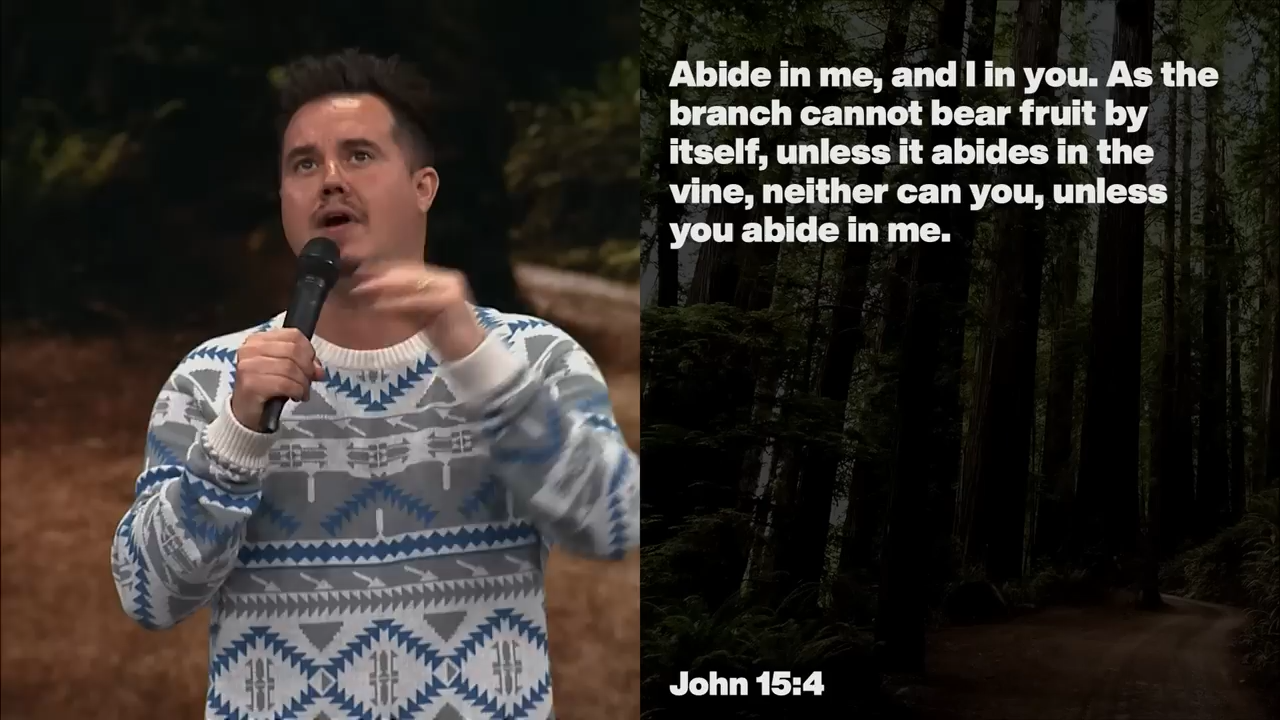 Abide in me, and I in you. As the
branch cannot bear fruit by
itself, unless it abides in the
vine, neither can you, unless
you abide in me.
John 15:4